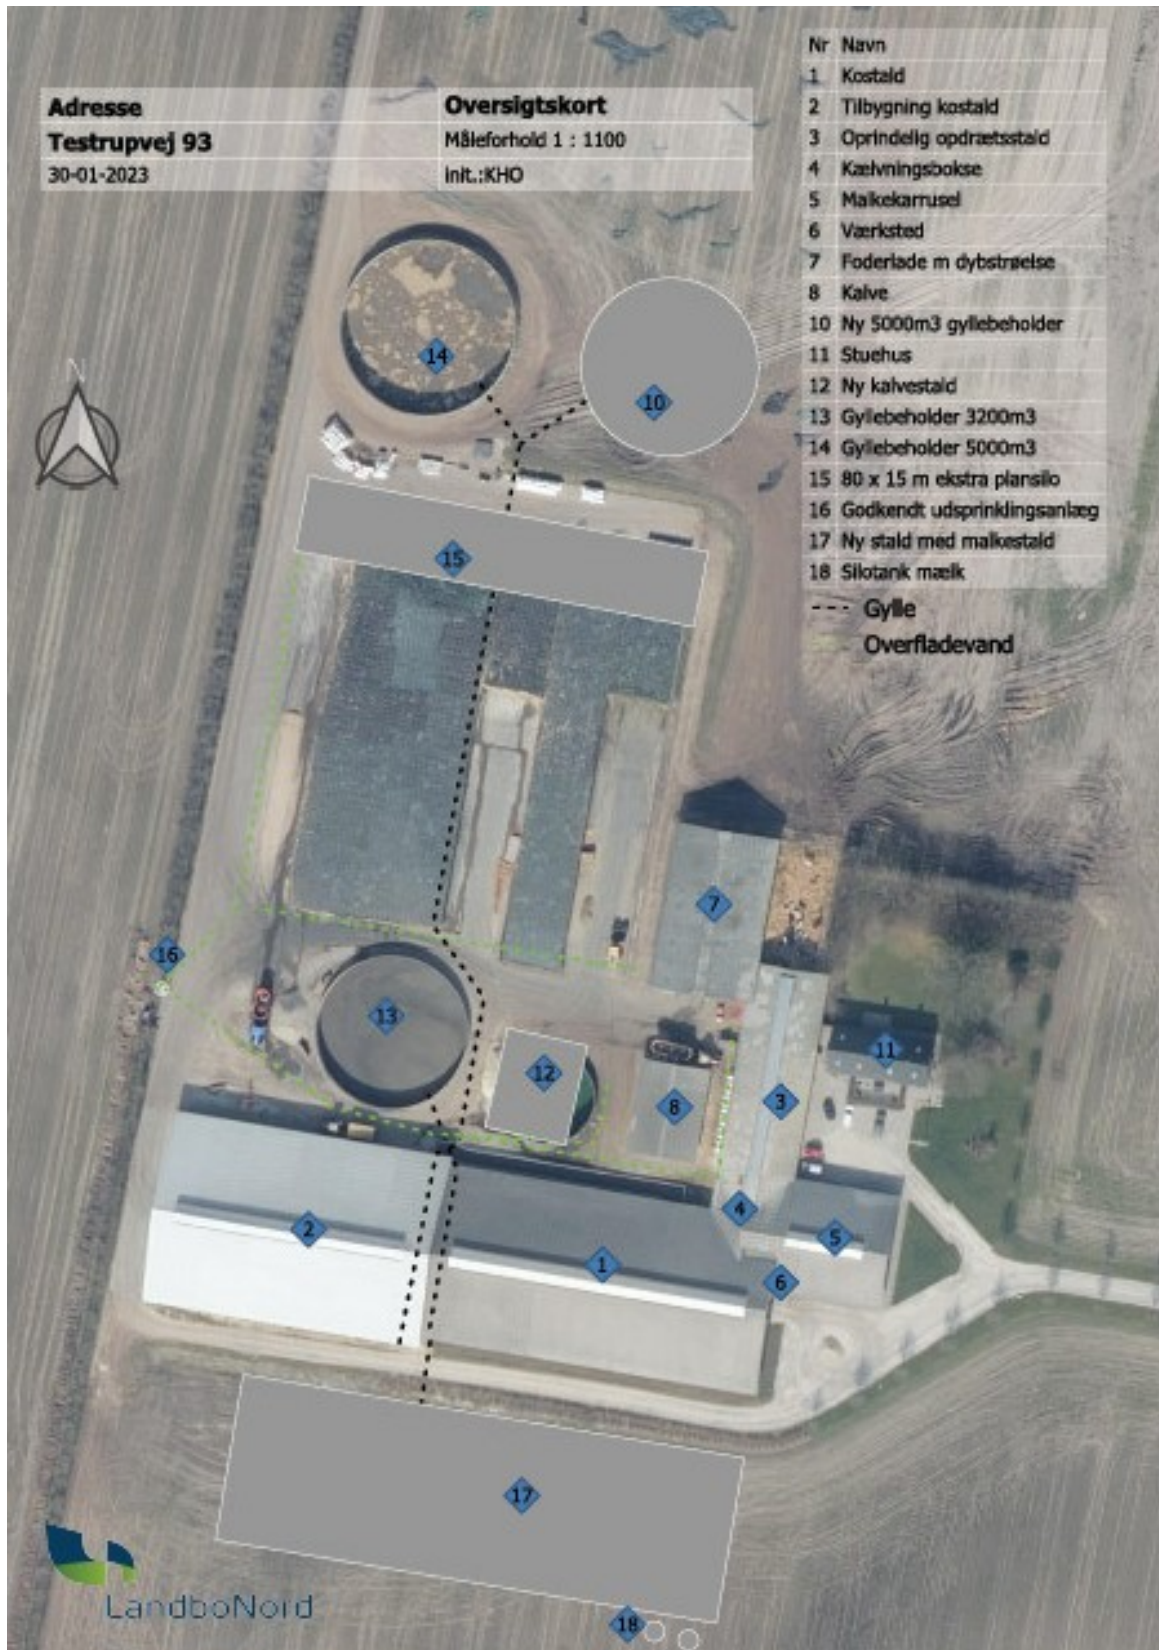 Adresse
Testrupvej 93
30-01-2023
Oversigtskort
Måleforhold 1 : 1100
init.:KHO
Nr Navn
1 Kostald
2 Tilbygning kostald
3 Oprindelig opdrætsstald
4 Kælvningsbokse
5 Malkekarrusel
6 Værksted
7 Foderlade m dybstrøelse
8 Kalve
10 Ny 5000m3 gyllebeholder
11 Stuehus
12 Ny kalvestald
13 Gyllebeholder 3200m3
14 Gyllebeholder 5000m3
15 80 x 15 m ekstra plansilo
16 Godkendt udsprinklingsanlæg
17 Ny stald med malkestald
18 Silotank mælk
Gylle
Overfladevand
N
14
10
15
7
16
13
12
11
8
3
4
2
5
1
6
17
18
LandboNord